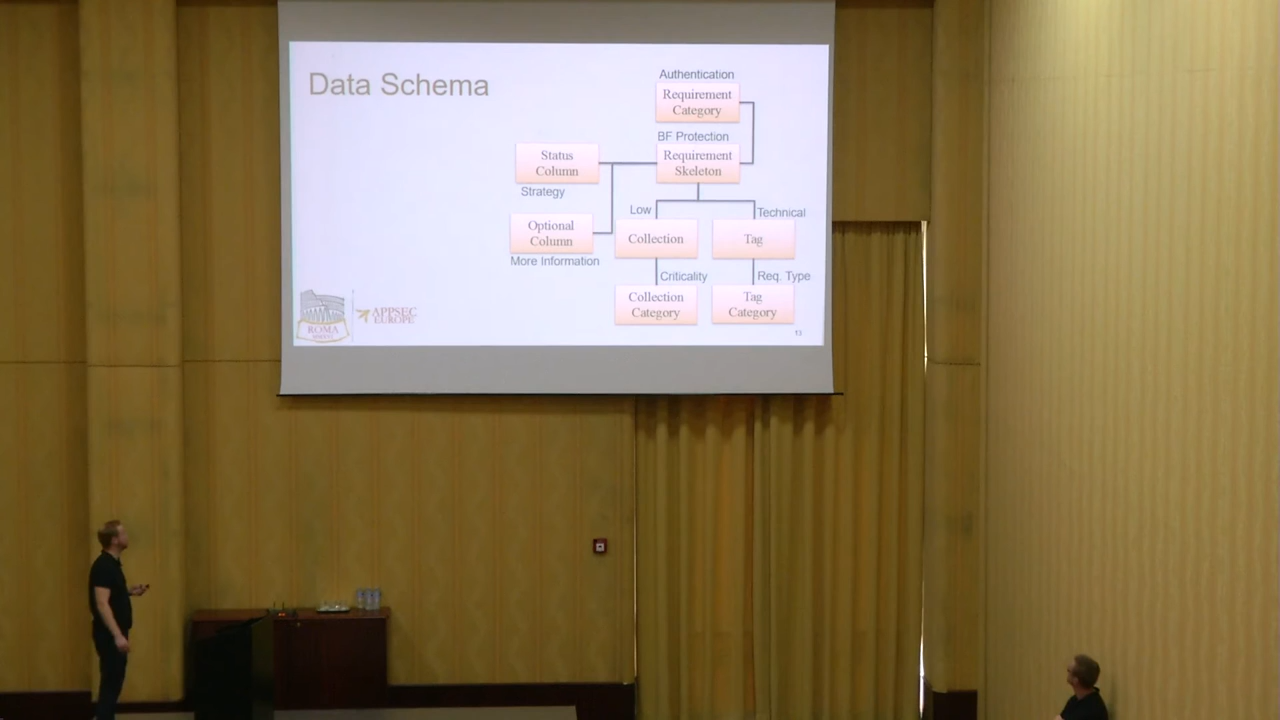 Data Schema
Authentication
Requirement
Category
BF Protection
Requirement
Skeleton
Status
Column
Strategy
Optional
Column
More Information
Low
Technical
Collection
Tag
Criticality
Req. Type
Collection
Category
Tag
Category
ROMA
APPSEC
EUROPE
13